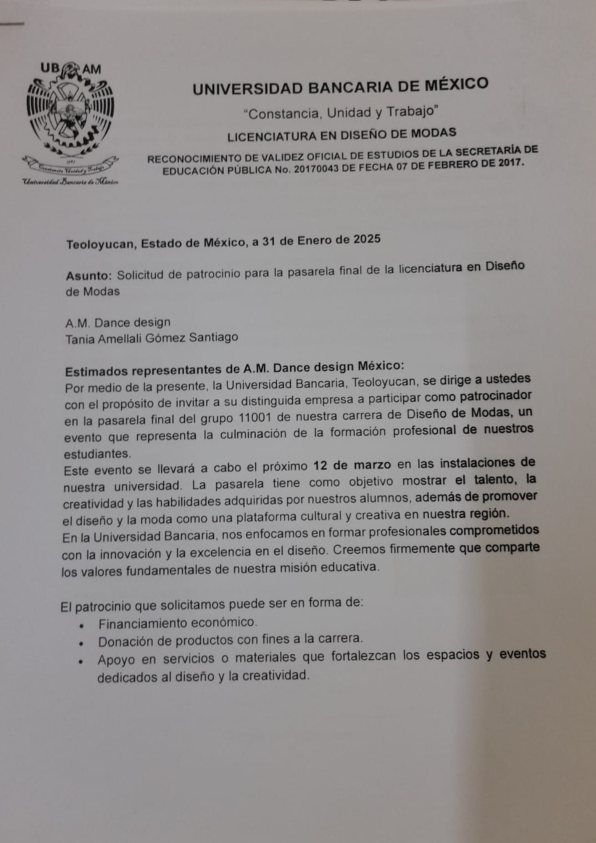 UB AM
Constancia, Unidad y Trabajo
Universidad Bancaria de México
UNIVERSIDAD BANCARIA DE MÉXICO
“Constancia, Unidad y Trabajo”
LICENCIATURA EN DISEÑO DE MODAS
RECONOCIMIENTO DE VALIDEZ OFICIAL DE ESTUDIOS DE LA SECRETARÍA DE
EDUCACIÓN PÚBLICA No. 20170043 DE FECHA 07 DE FEBRERO DE 2017.
Teoloyucan, Estado de México, a 31 de Enero de 2025
Asunto: Solicitud de patrocinio para la pasarela final de la licenciatura en Diseño
de Modas
A.M. Dance design
Tania Amellali Gómez Santiago
Estimados representantes de A.M. Dance design México:
Por medio de la presente, la Universidad Bancaria, Teoloyucan, se dirige a ustedes
con el propósito de invitar a su distinguida empresa a participar como patrocinador
en la pasarela final del grupo 11001 de nuestra carrera de Diseño de Modas, un
evento que representa la culminación de la formación profesional de nuestros
estudiantes.
Este evento se llevará a cabo el próximo 12 de marzo en las instalaciones de
nuestra universidad. La pasarela tiene como objetivo mostrar el talento, la
creatividad y las habilidades adquiridas por nuestros alumnos, además de promover
el diseño y la moda como una plataforma cultural y creativa en nuestra región.
En la Universidad Bancaria, nos enfocamos en formar profesionales comprometidos
con la innovación y la excelencia en el diseño. Creemos firmemente que comparte
los valores fundamentales de nuestra misión educativa.
El patrocinio que solicitamos puede ser en forma de:
• Financiamiento económico.
• Donación de productos con fines a la carrera.
• Apoyo en servicios o materiales que fortalezcan los espacios y eventos
dedicados al diseño y la creatividad.